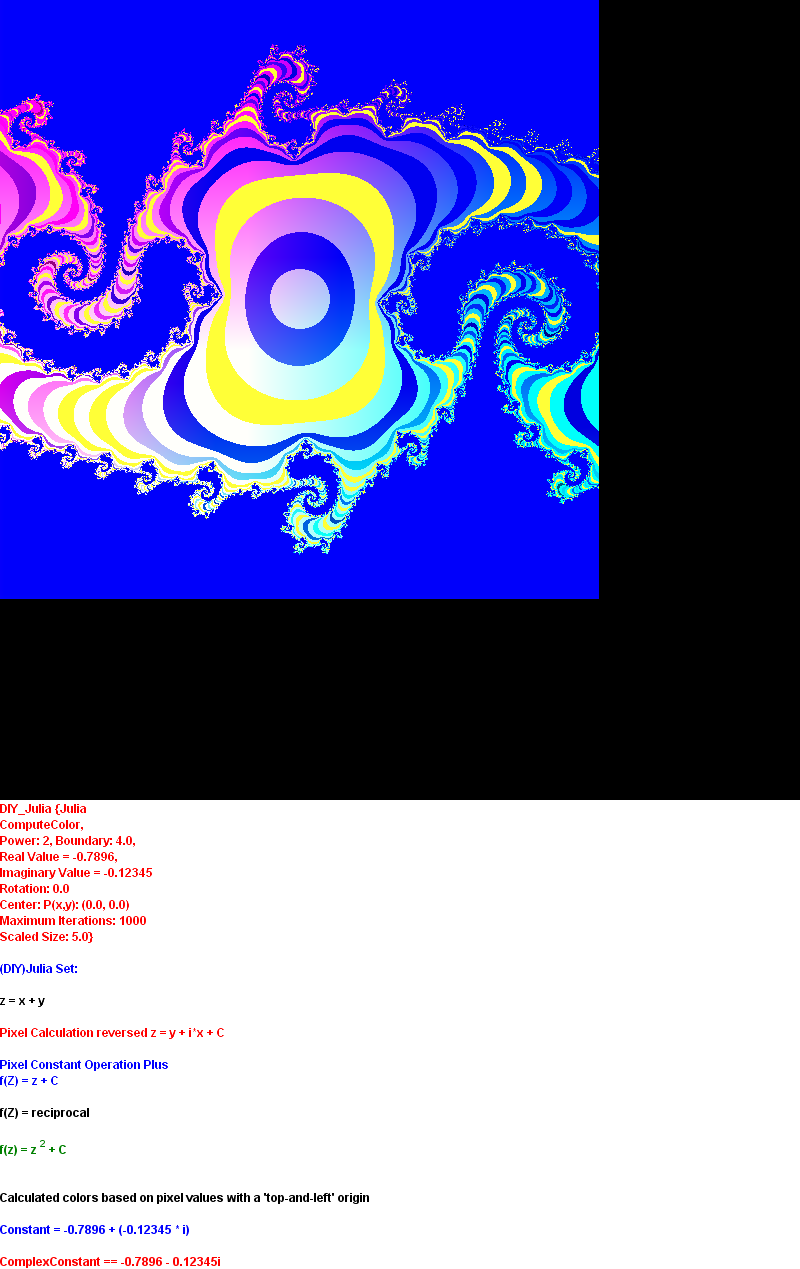 DIY_Julia {Julia
ComputeColor,
Power: 2, Boundary: 4.0,
Real Value = -0.7896,
Imaginary Value = -0.12345
Rotation: 0.0
Center: P(x,y): (0.0, 0.0)
Maximum Iterations: 1000
Scaled Size: 5.0}
(DIY)Julia Set:
z = x + y
Pixel Calculation reversed z = y + i*x + C
Pixel Constant Operation Plus
f(Z) = z + C
f(Z) = reciprocal
f(z) = z ² + C
Calculated colors based on pixel values with a 'top-and-left' origin
Constant = -0.7896 + (-0.12345 * i)
ComplexConstant == -0.7896 - 0.12345i